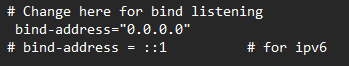 # Change here for bind listening
bind-address="0.0.0.0"
# bind-address = ::1          # for ipv6